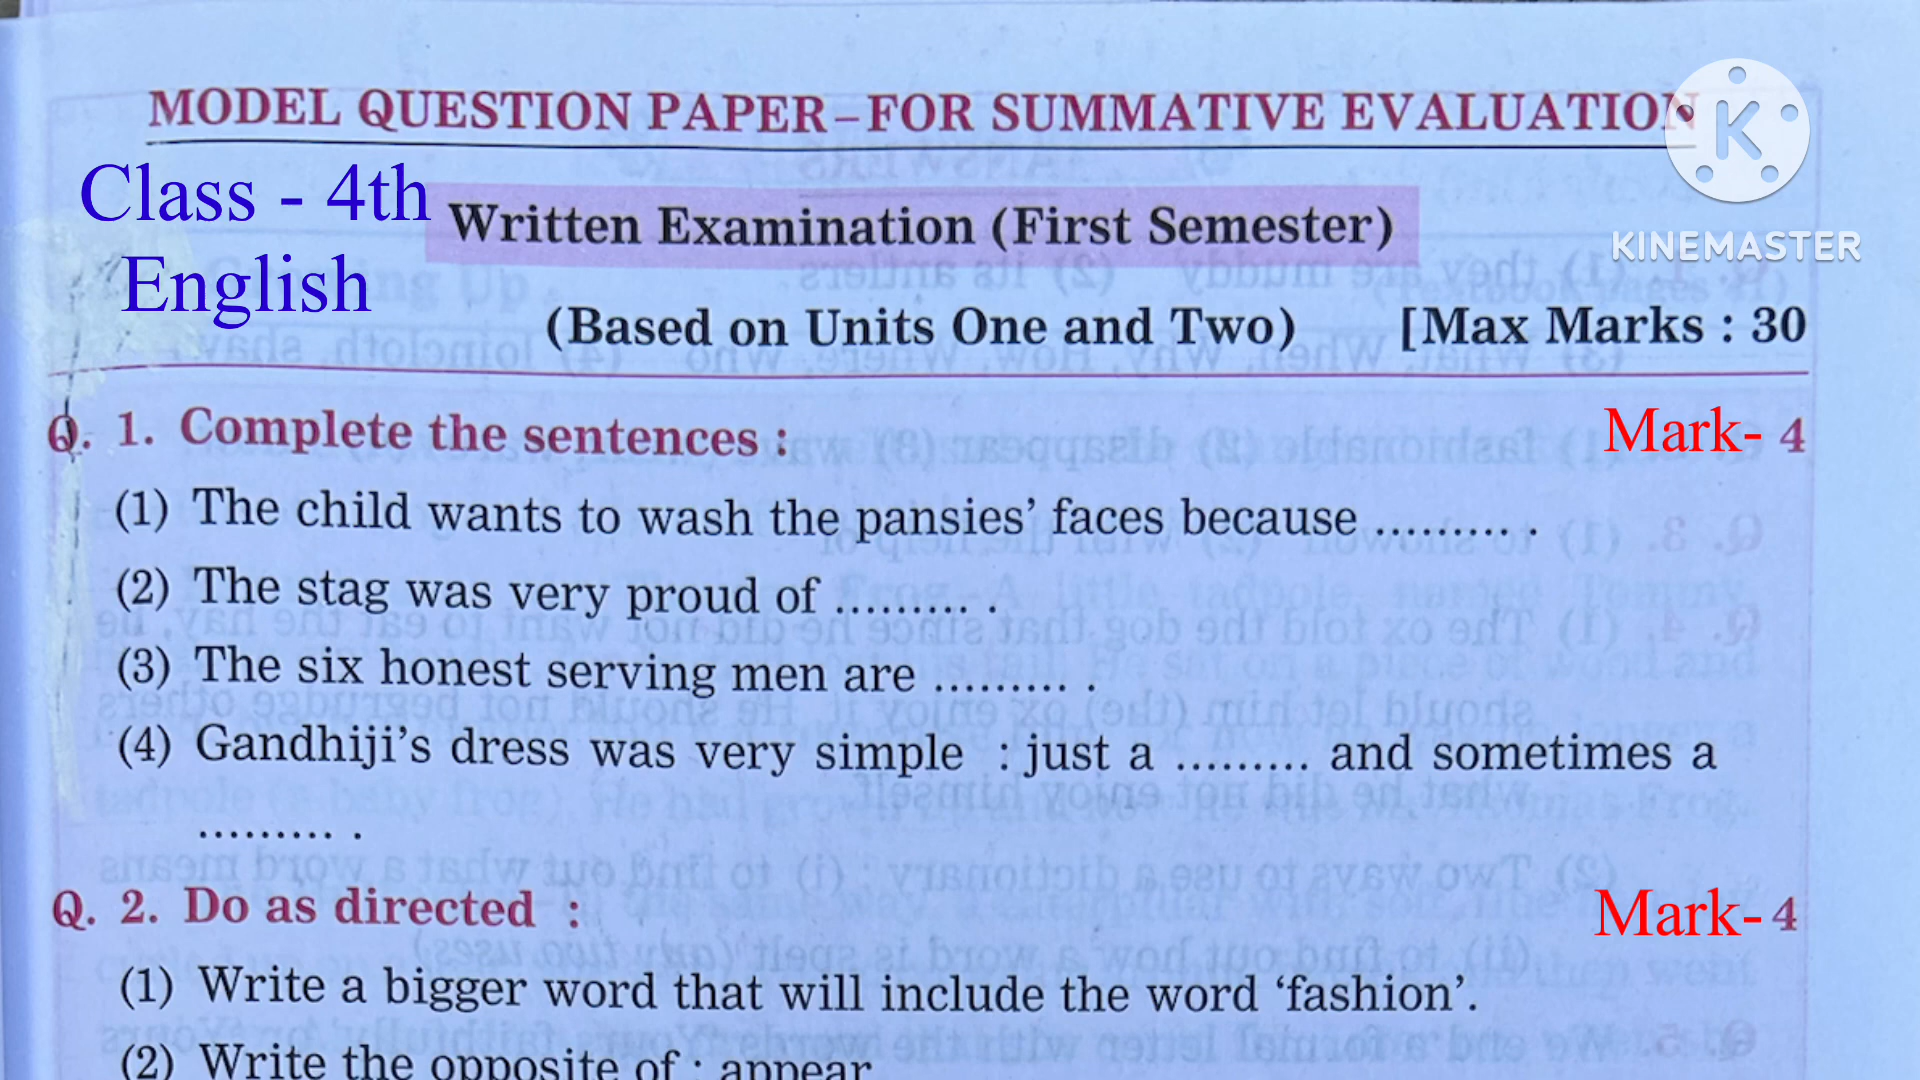 MODEL QUESTION PAPER–FOR SUMMATIVE EVALUATION
Class - 4th
English
Written Examination (First Semester)
KINEMASTER
(Based on Units One and Two) [Max Marks : 30
Q. 1. Complete the sentences : Mark- 4
(1) The child wants to wash the pansies’ faces because ......... .
(2) The stag was very proud of ......... .
(3) The six honest serving men are ......... .
(4) Gandhiji’s dress was very simple : just a ......... and sometimes a
......... .
Q. 2. Do as directed : Mark- 4
(1) Write a bigger word that will include the word ‘fashion’.
(2) Write the opposite of : appear